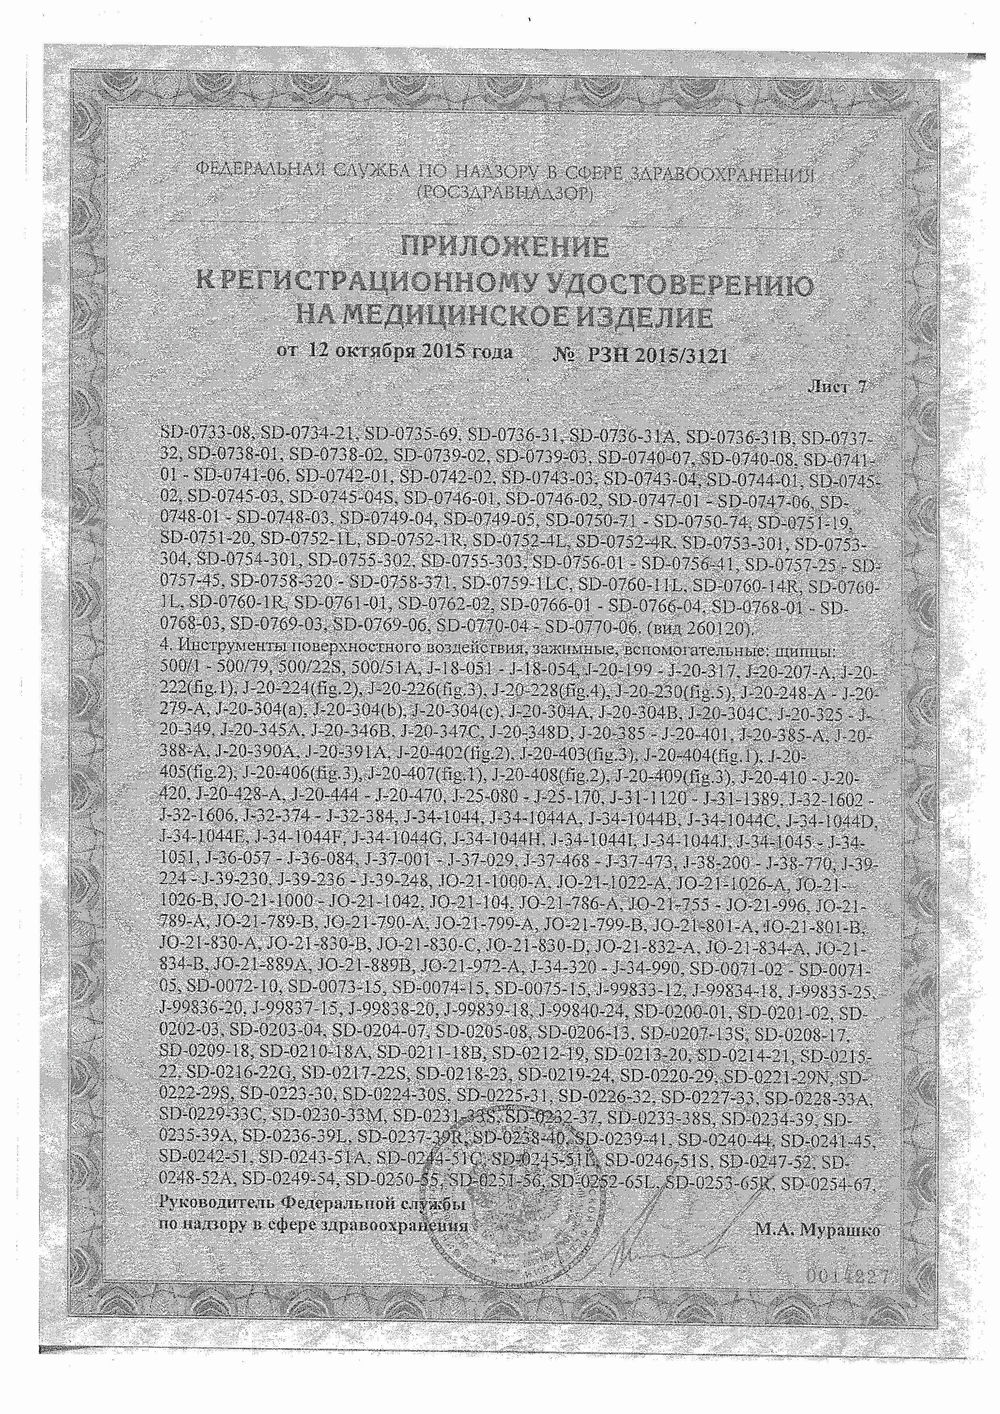 ФЕДЕРАЛЬНАЯ СЛУЖБА ПО НАДЗОРУ В СФЕРЕ ЗДРАВООХРАНЕНИЯ
(РОСЗДРАВНАДЗОР)
ПРИЛОЖЕНИЕ
К РЕГИСТРАЦИОННОМУ УДОСТОВЕРЕНИЮ
НА МЕДИЦИНСКОЕ ИЗДЕЛИЕ
от 12 октября 2015 года № РЗН 2015/3121
Лист 7
SD-0733-08, SD-0734-21, SD-0735-69, SD-0736-31, SD-0736-31A, SD-0736-31B, SD-0737-
32, SD-0738-01, SD-0738-02, SD-0739-02, SD-0739-03, SD-0740-07, SD-0740-08, SD-0741-
01 - SD-0741-06, SD-0742-01, SD-0742-02, SD-0743-03, SD-0743-04, SD-0744-01, SD-0745-
02, SD-0745-03, SD-0745-04S, SD-0746-01, SD-0746-02, SD-0747-01 - SD-0747-06, SD-
0748-01 - SD-0748-03, SD-0749-04, SD-0749-05, SD-0750-71 - SD-0750-74, SD-0751-19,
SD-0751-20, SD-0752-1L, SD-0752-1R, SD-0752-4L, SD-0752-4R, SD-0753-301, SD-0753-
304, SD-0754-301, SD-0755-302, SD-0755-303, SD-0756-01 - SD-0756-41, SD-0757-25 - SD-
0757-45, SD-0758-320 - SD-0758-371, SD-0759-1LC, SD-0760-11L, SD-0760-14R, SD-0760-
1L, SD-0760-1R, SD-0761-01, SD-0762-02, SD-0766-01 - SD-0766-04, SD-0768-01 - SD-
0768-03, SD-0769-03, SD-0769-06, SD-0770-04 - SD-0770-06. (вид 260120).
4. Инструменты поверхностного воздействия, зажимные, вспомогательные: щипцы:
500/1 - 500/79, 500/22S, 500/51A, J-18-051 - J-18-054, J-20-199 - J-20-317, J-20-207-A, J-20-
222(fig.1), J-20-224(fig.2), J-20-226(fig.3), J-20-228(fig.4), J-20-230(fig.5), J-20-248-A - J-20-
279-A, J-20-304(a), J-20-304(b), J-20-304(c), J-20-304A, J-20-304B, J-20-304C, J-20-325 - J-
20-349, J-20-345A, J-20-346B, J-20-347C, J-20-348D, J-20-385 - J-20-401, J-20-385-A, J-20-
388-A, J-20-390A, J-20-391A, J-20-402(fig.2), J-20-403(fig.3), J-20-404(fig.1), J-20-
405(fig.2), J-20-406(fig.3), J-20-407(fig.1), J-20-408(fig.2), J-20-409(fig.3), J-20-410 - J-20-
420, J-20-428-A, J-20-444 - J-20-470, J-25-080 - J-25-170, J-31-1120 - J-31-1389, J-32-1602 -
J-32-1606, J-32-374 - J-32-384, J-34-1044, J-34-1044A, J-34-1044B, J-34-1044C, J-34-1044D,
J-34-1044E, J-34-1044F, J-34-1044G, J-34-1044H, J-34-1044I, J-34-1044J, J-34-1045 - J-34-
1051, J-36-057 - J-36-084, J-37-001 - J-37-029, J-37-468 - J-37-473, J-38-200 - J-38-770, J-39-
224 - J-39-230, J-39-236 - J-39-248, JO-21-1000-A, JO-21-1022-A, JO-21-1026-A, JO-21-
1026-B, JO-21-1000 - JO-21-1042, JO-21-104, JO-21-786-A, JO-21-755 - JO-21-996, JO-21-
789-A, JO-21-789-B, JO-21-790-A, JO-21-799-A, JO-21-799-B, JO-21-801-A, JO-21-801-B,
JO-21-830-A, JO-21-830-B, JO-21-830-C, JO-21-830-D, JO-21-832-A, JO-21-834-A, JO-21-
834-B, JO-21-889A, JO-21-889B, JO-21-972-A, J-34-320 - J-34-990, SD-0071-02 - SD-0071-
05, SD-0072-10, SD-0073-15, SD-0074-15, SD-0075-15, J-99833-12, J-99834-18, J-99835-25,
J-99836-20, J-99837-15, J-99838-20, J-99839-18, J-99840-24, SD-0200-01, SD-0201-02, SD-
0202-03, SD-0203-04, SD-0204-07, SD-0205-08, SD-0206-13, SD-0207-13S, SD-0208-17,
SD-0209-18, SD-0210-18A, SD-0211-18B, SD-0212-19, SD-0213-20, SD-0214-21, SD-0215-
22, SD-0216-22G, SD-0217-22S, SD-0218-23, SD-0219-24, SD-0220-29, SD-0221-29N, SD-
0222-29S, SD-0223-30, SD-0224-30S, SD-0225-31, SD-0226-32, SD-0227-33, SD-0228-33A,
SD-0229-33C, SD-0230-33M, SD-0231-33S, SD-0232-37, SD-0233-38S, SD-0234-39, SD-
0235-39A, SD-0236-39L, SD-0237-39R, SD-0238-40, SD-0239-41, SD-0240-44, SD-0241-45,
SD-0242-51, SD-0243-51A, SD-0244-51C, SD-0245-51L, SD-0246-51S, SD-0247-52, SD-
0248-52A, SD-0249-54, SD-0250-55, SD-0251-56, SD-0252-65L, SD-0253-65R, SD-0254-67,
Руководитель Федеральной службы
по надзору в сфере здравоохранения
М.А. Мурашко
0014227